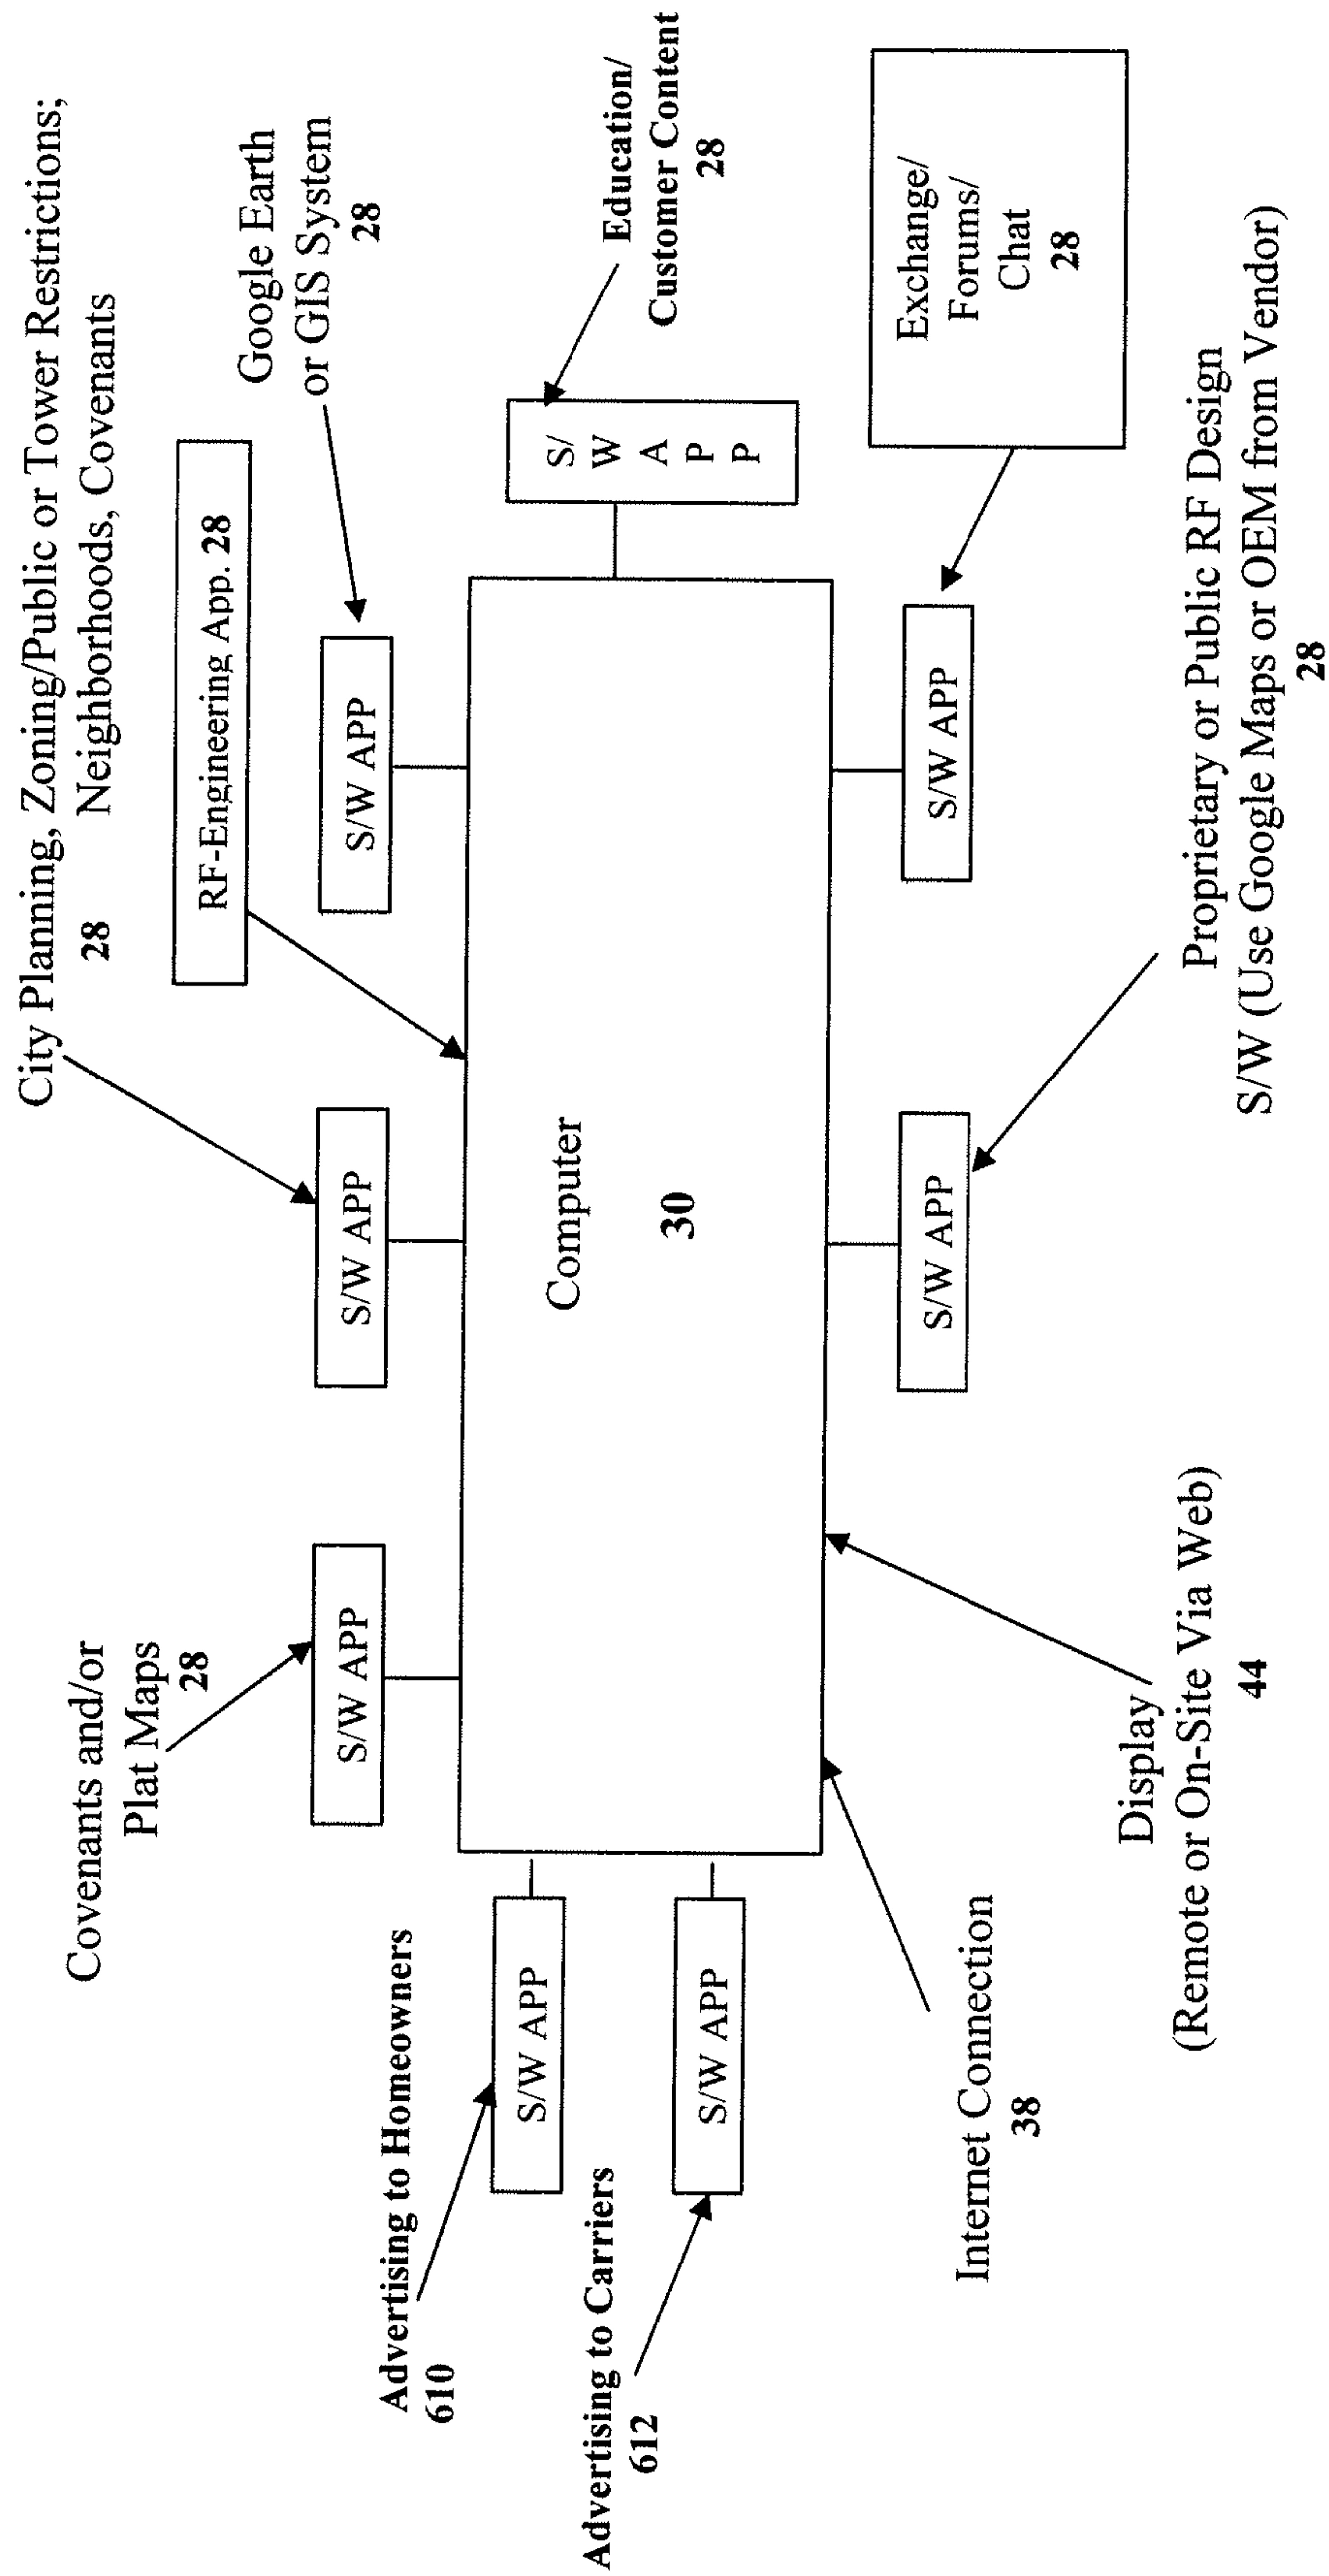 City Planning, Zoning/Public or Tower Restrictions;
28 Neighborhoods, Covenants
Covenants and/or
Plat Maps
28
RF-Engineering App. 28
Google Earth
or GIS System
28
S/W APP
S/W APP
S/W APP
Advertising to Homeowners
610
S/W APP
Advertising to Carriers
612
S/W APP
Computer
30
S/
W
A
P
P
Education/
Customer Content
28
S/W APP
S/W APP
Exchange/
Forums/
Chat
28
Internet Connection
38
Display
(Remote or On-Site Via Web)
44
Proprietary or Public RF Design
S/W (Use Google Maps or OEM from Vendor)
28